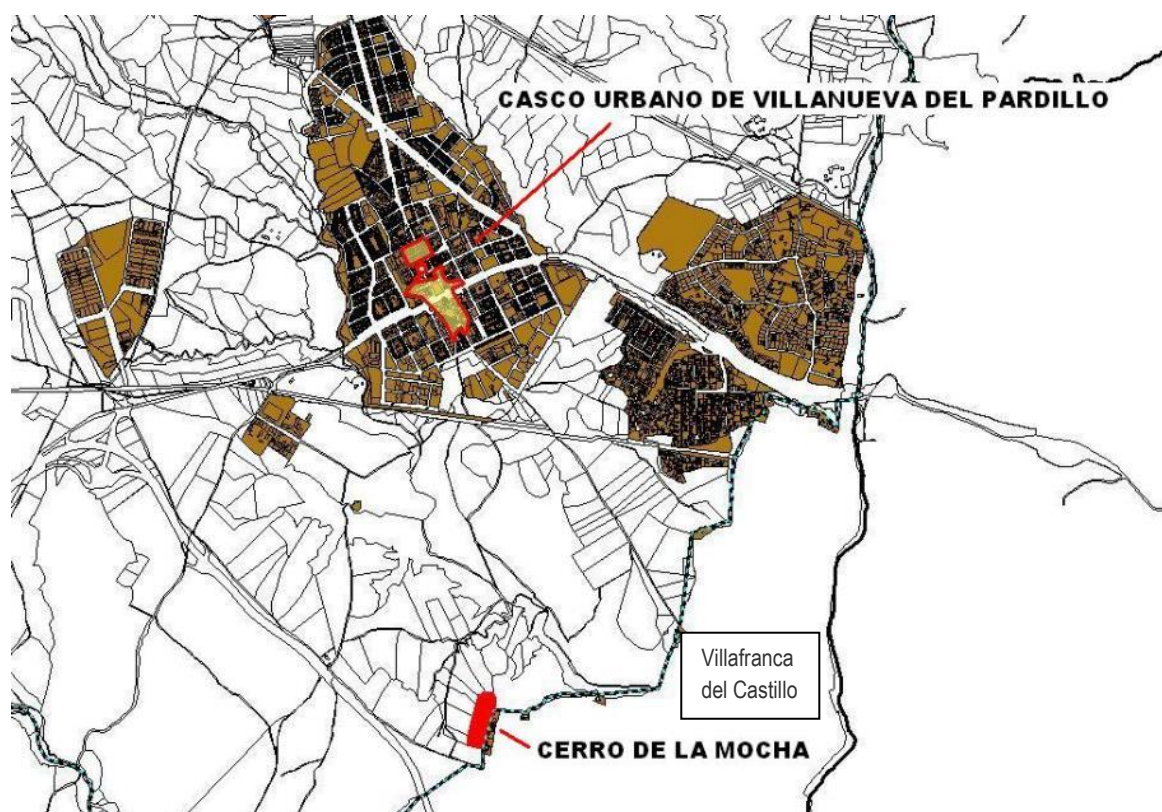 CASCO URBANO DE VILLANUEVA DEL PARDILLO
Villafranca
del Castillo
CERRO DE LA MOCHA